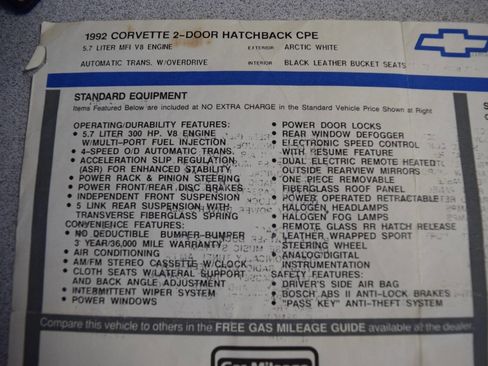 1992 CORVETTE 2-DOOR HATCHBACK CPE
5.7 LITER MFI V8 ENGINE EXTERIOR ARCTIC WHITE
AUTOMATIC TRANS. W/OVERDRIVE INTERIOR BLACK LEATHER BUCKET SEATS
STANDARD EQUIPMENT
Items Featured Below are included at NO EXTRA CHARGE in the Standard Vehicle Price Shown at Right
OPERATING/DURABILITY FEATURES:
• 5.7 LITER 300 HP. V8 ENGINE
W/MULTI-PORT FUEL INJECTION
• 4-SPEED O/D AUTOMATIC TRANS.
• ACCELERATION SLIP REGULATION
(ASR) FOR ENHANCED STABILITY
• POWER RACK & PINION STEERING
• POWER FRONT/REAR DISC BRAKES
• INDEPENDENT FRONT SUSPENSION
• 5 LINK REAR SUSPENSION WITH
TRANSVERSE FIBERGLASS SPRING
CONVENIENCE FEATURES:
• NO DEDUCTIBLE BUMPER-BUMPER
3 YEAR/36,000 MILE WARRANTY
• AIR CONDITIONING
• AM/FM STEREO CASSETTE W/CLOCK
• CLOTH SEATS W/LATERAL SUPPORT
AND BACK ANGLE ADJUSTMENT
• INTERMITTENT WIPER SYSTEM
• POWER WINDOWS
• POWER DOOR LOCKS
• REAR WINDOW DEFOGGER
• ELECTRONIC SPEED CONTROL
WITH RESUME FEATURE
• DUAL ELECTRIC REMOTE HEATED
OUTSIDE REARVIEW MIRRORS
• ONE PIECE REMOVABLE
FIBERGLASS ROOF PANEL
• POWER OPERATED RETRACTABLE
HALOGEN HEADLAMPS
• HALOGEN FOG LAMPS
• REMOTE GLASS RR HATCH RELEASE
• LEATHER WRAPPED SPORT
STEERING WHEEL
• ANALOG/DIGITAL
INSTRUMENTATION
SAFETY FEATURES:
• DRIVER'S SIDE AIR BAG
• BOSCH ABS II ANTI-LOCK BRAKES
• "PASS KEY" ANTI-THEFT SYSTEM
Compare this vehicle to others in the FREE GAS MILEAGE GUIDE available at the dealer.
Gas Mileage